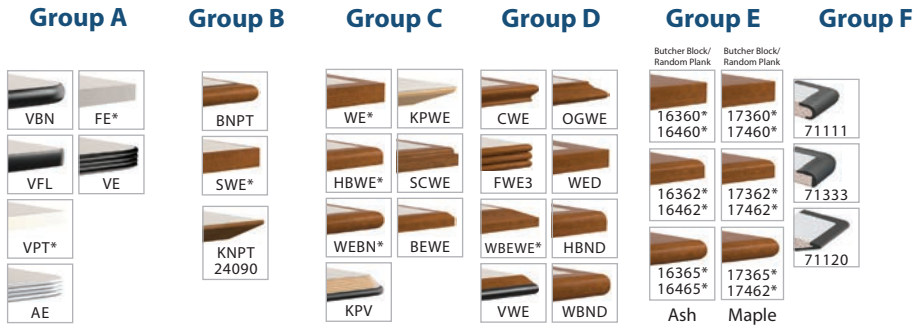 Group A
VBN
FE*
VFL
VE
VPT*
AE
Group B
BNPT
SWE*
KNPT
24090
Group C
WE*
KPWE
HBWE*
SCWE
WEBN*
BEWE
KPV
Group D
CWE
OGWE
FWE3
WED
WBEWE*
HBND
VWE
WBND
Group E
Butcher Block/
Random Plank
Butcher Block/
Random Plank
16360*
16460*
17360*
17460*
16362*
16462*
17362*
17462*
16365*
16465*
17365*
17462*
Ash
Maple
Group F
71111
71333
71120